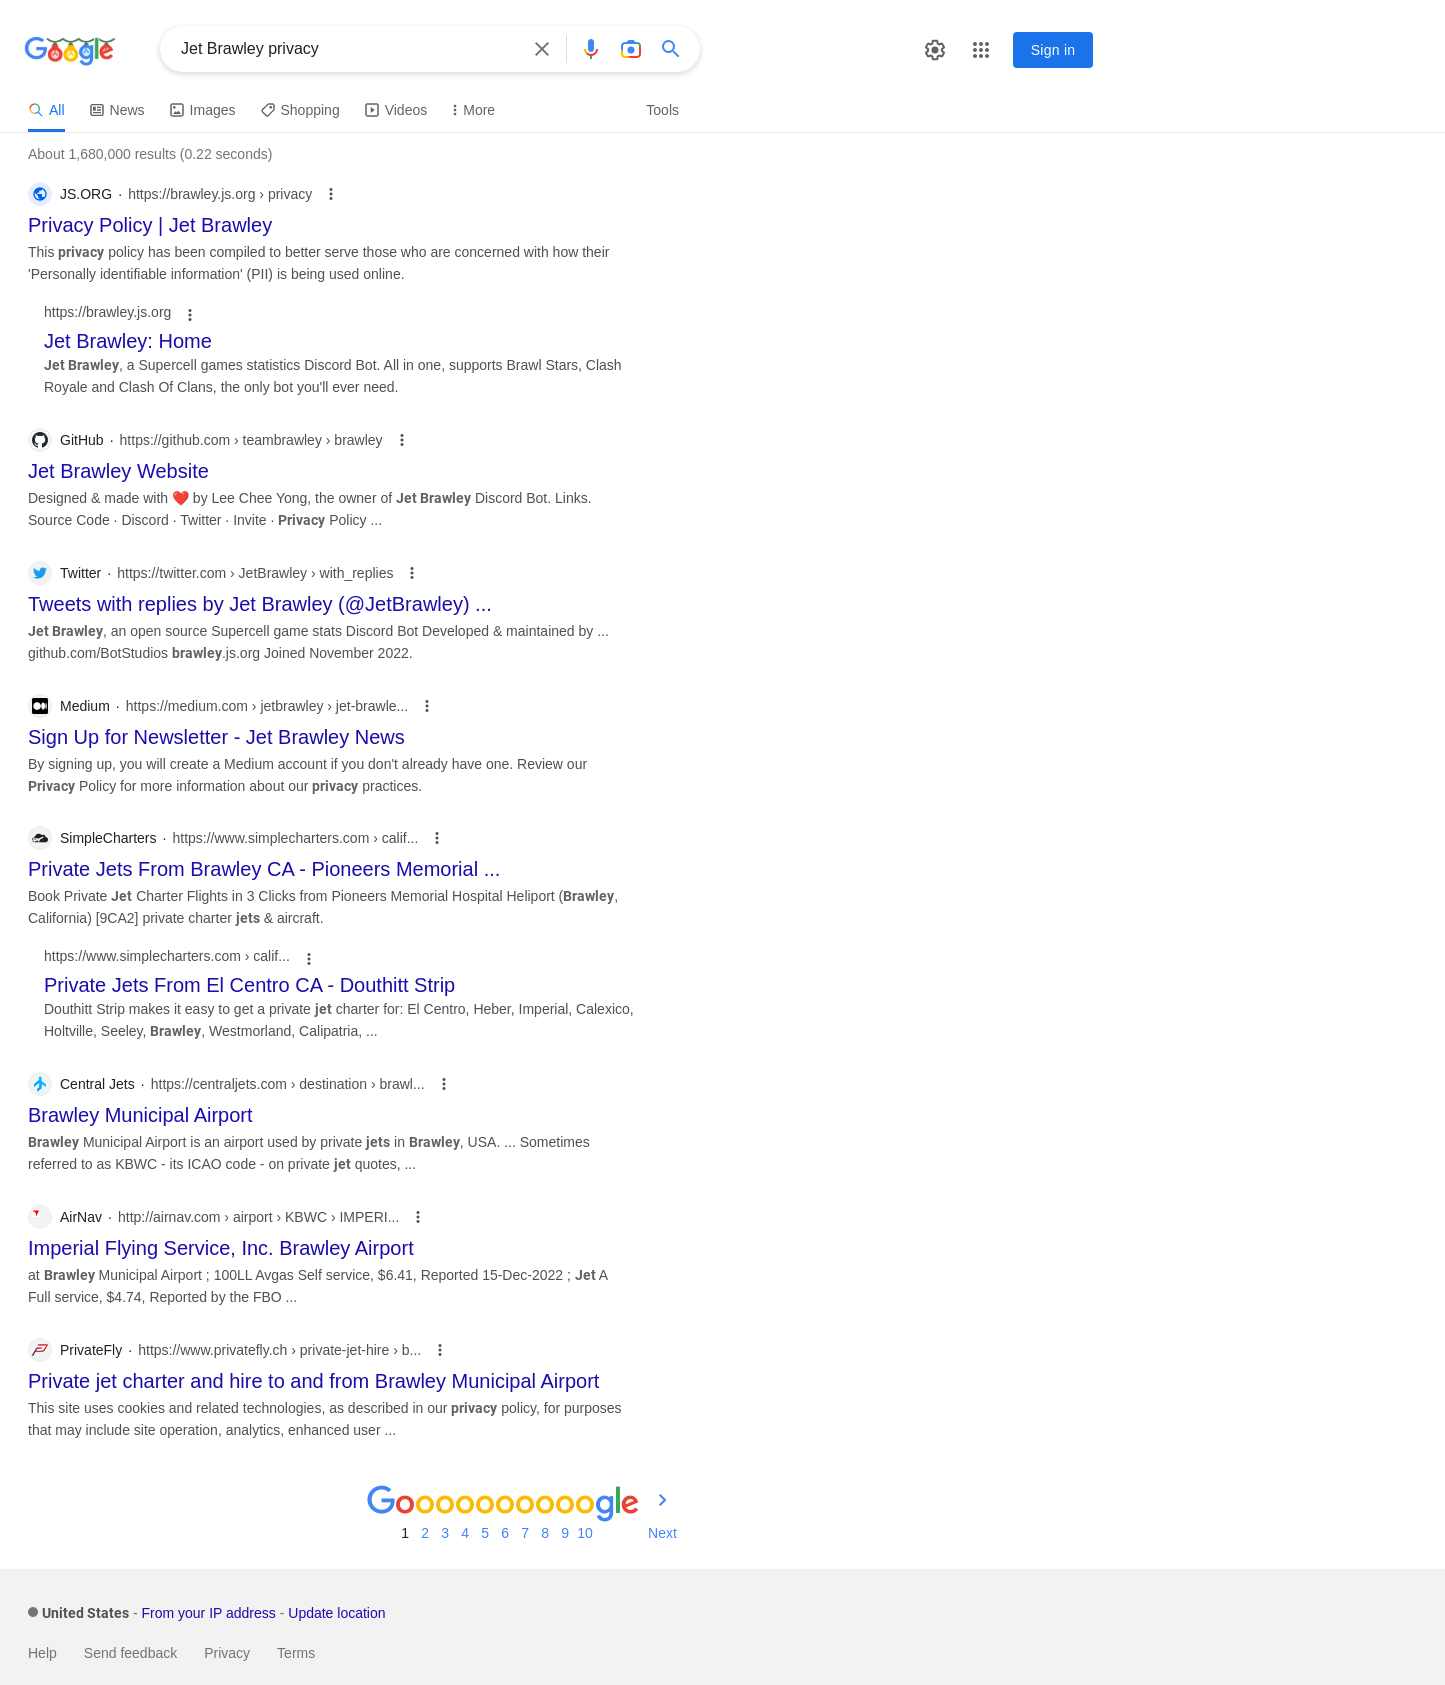 Google
Jet Brawley privacy
Sign in
All News Images Shopping Videos More Tools
About 1,680,000 results (0.22 seconds)
JS.ORG · https://brawley.js.org › privacy
Privacy Policy | Jet Brawley
This privacy policy has been compiled to better serve those who are concerned with how their
'Personally identifiable information' (PII) is being used online.
https://brawley.js.org
Jet Brawley: Home
Jet Brawley, a Supercell games statistics Discord Bot. All in one, supports Brawl Stars, Clash
Royale and Clash Of Clans, the only bot you'll ever need.
GitHub · https://github.com › teambrawley › brawley
Jet Brawley Website
Designed & made with ❤️ by Lee Chee Yong, the owner of Jet Brawley Discord Bot. Links.
Source Code · Discord · Twitter · Invite · Privacy Policy ...
Twitter · https://twitter.com › JetBrawley › with_replies
Tweets with replies by Jet Brawley (@JetBrawley) ...
Jet Brawley, an open source Supercell game stats Discord Bot Developed & maintained by ...
github.com/BotStudios brawley.js.org Joined November 2022.
Medium · https://medium.com › jetbrawley › jet-brawle...
Sign Up for Newsletter - Jet Brawley News
By signing up, you will create a Medium account if you don't already have one. Review our
Privacy Policy for more information about our privacy practices.
SimpleCharters · https://www.simplecharters.com › calif...
Private Jets From Brawley CA - Pioneers Memorial ...
Book Private Jet Charter Flights in 3 Clicks from Pioneers Memorial Hospital Heliport (Brawley,
California) [9CA2] private charter jets & aircraft.
https://www.simplecharters.com › calif...
Private Jets From El Centro CA - Douthitt Strip
Douthitt Strip makes it easy to get a private jet charter for: El Centro, Heber, Imperial, Calexico,
Holtville, Seeley, Brawley, Westmorland, Calipatria, ...
Central Jets · https://centraljets.com › destination › brawl...
Brawley Municipal Airport
Brawley Municipal Airport is an airport used by private jets in Brawley, USA. ... Sometimes
referred to as KBWC - its ICAO code - on private jet quotes, ...
AirNav · http://airnav.com › airport › KBWC › IMPERI...
Imperial Flying Service, Inc. Brawley Airport
at Brawley Municipal Airport ; 100LL Avgas Self service, $6.41, Reported 15-Dec-2022 ; Jet A
Full service, $4.74, Reported by the FBO ...
PrivateFly · https://www.privatefly.ch › private-jet-hire › b...
Private jet charter and hire to and from Brawley Municipal Airport
This site uses cookies and related technologies, as described in our privacy policy, for purposes
that may include site operation, analytics, enhanced user ...
Goooooooooogle
1 2 3 4 5 6 7 8 9 10 Next
United States - From your IP address - Update location
Help Send feedback Privacy Terms